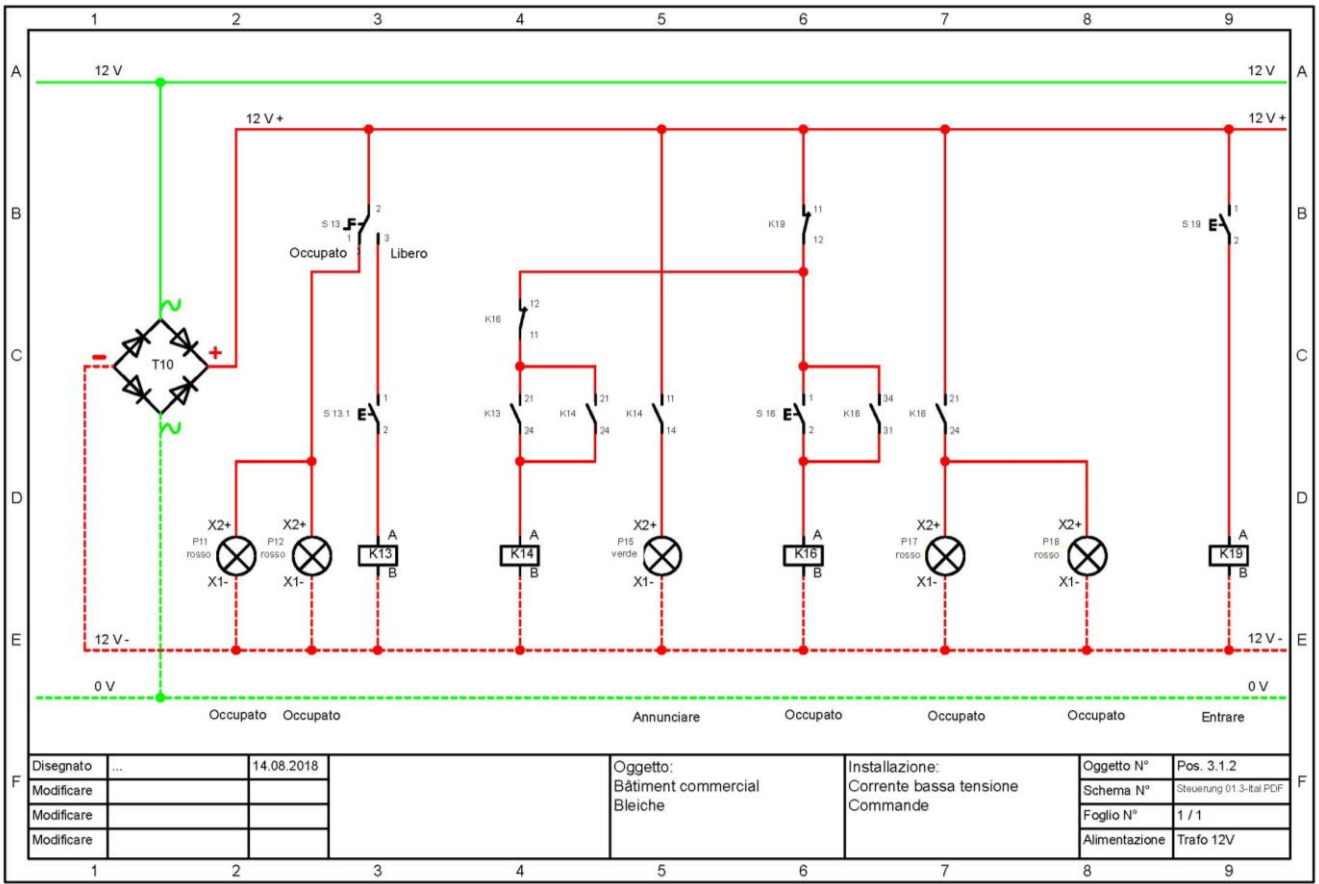 1 2 3 4 5 6 7 8 9
A 12 V 12 V A
12 V + 12 V +
B S 13 2 K19 11 S 19 1 B
1 3 12 2
Occupato Libero
K16 12
11
C - T10 + C
S 13.1 1 K13 21 K14 21 K14 11 S 16 1 K16 34 K16 21
2 24 24 14 2 31 24
D D
X2+ X2+ A A X2+ A X2+ X2+ A
P11 P12 K13 K14 P15 K16 P17 P18 K19
rosso rosso verde rosso rosso
X1- X1- B B X1- B X1- X1- B
E 12 V - 12 V - E
0 V 0 V
Occupato Occupato Annunciare Occupato Occupato Occupato Entrare
F F
Disegnato ... 14.08.2018
Modificare
Modificare
Modificare
Oggetto:
Bâtiment commercial
Bleiche
Installazione:
Corrente bassa tensione
Commande
Oggetto N° Pos. 3.1.2
Schema N° Steuerung 01.3-Ital.PDF
Foglio N° 1 / 1
Alimentazione Trafo 12V
1 2 3 4 5 6 7 8 9